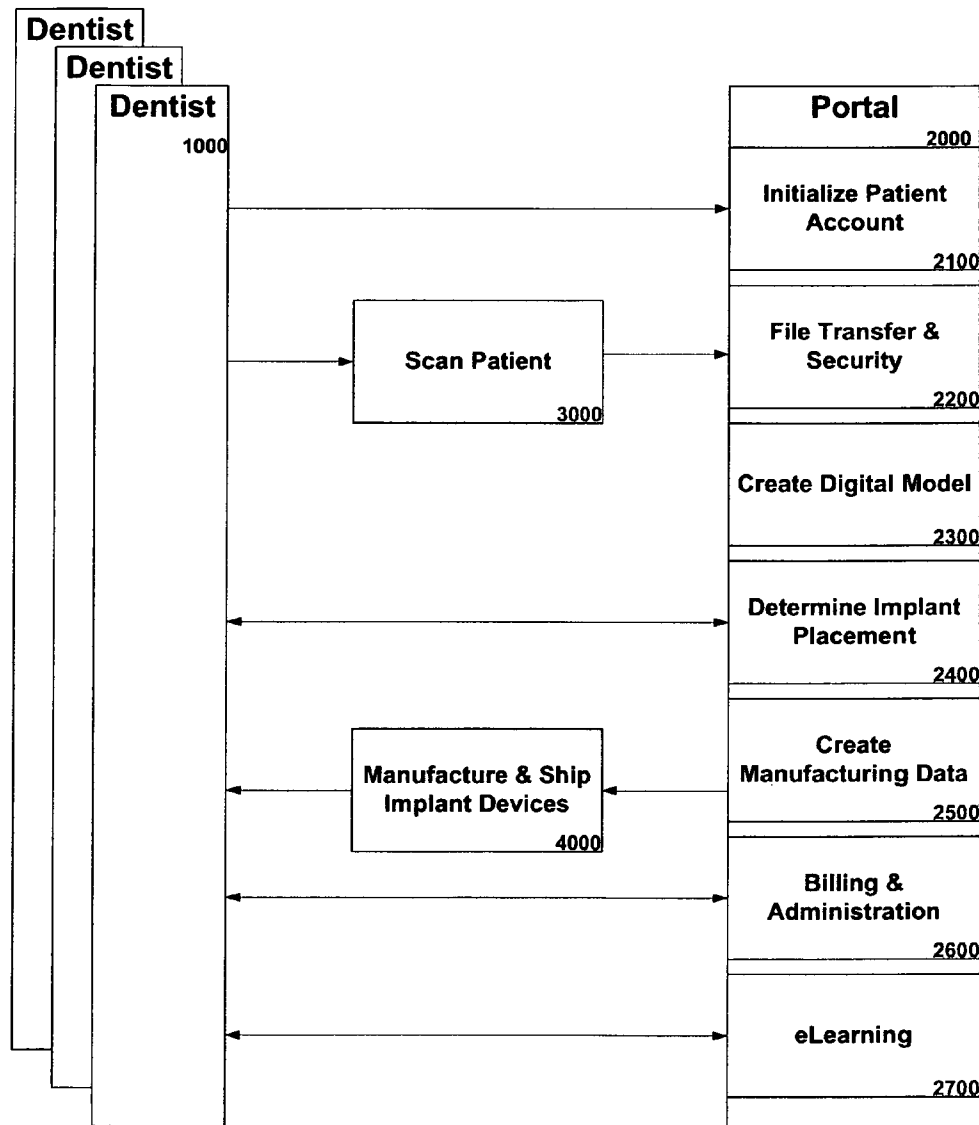 Dentist
Dentist
Dentist
1000
Portal
2000
Initialize Patient
Account
2100
File Transfer &
Security
2200
Scan Patient
3000
Create Digital Model
2300
Determine Implant
Placement
2400
Create
Manufacturing Data
2500
Manufacture & Ship
Implant Devices
4000
Billing &
Administration
2600
eLearning
2700